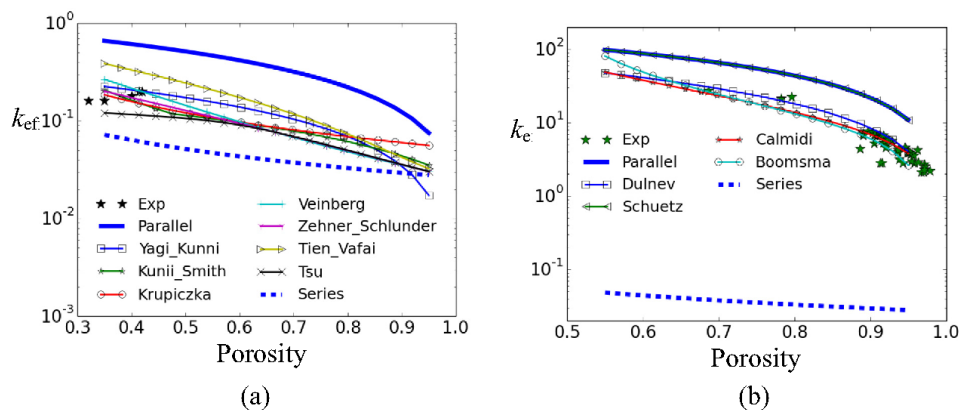 (a)
k_ef
10^0
10^-1
10^-2
10^-3
Exp
Parallel
Yagi_Kunni
Kunii_Smith
Krupiczka
Veinberg
Zehner_Schlunder
Tien_Vafai
Tsu
Series
0.3 0.4 0.5 0.6 0.7 0.8 0.9 1.0
Porosity
(b)
k_e
10^2
10^1
10^0
10^-1
Exp
Parallel
Dulnev
Schuetz
Calmidi
Boomsma
Series
0.5 0.6 0.7 0.8 0.9 1.0
Porosity